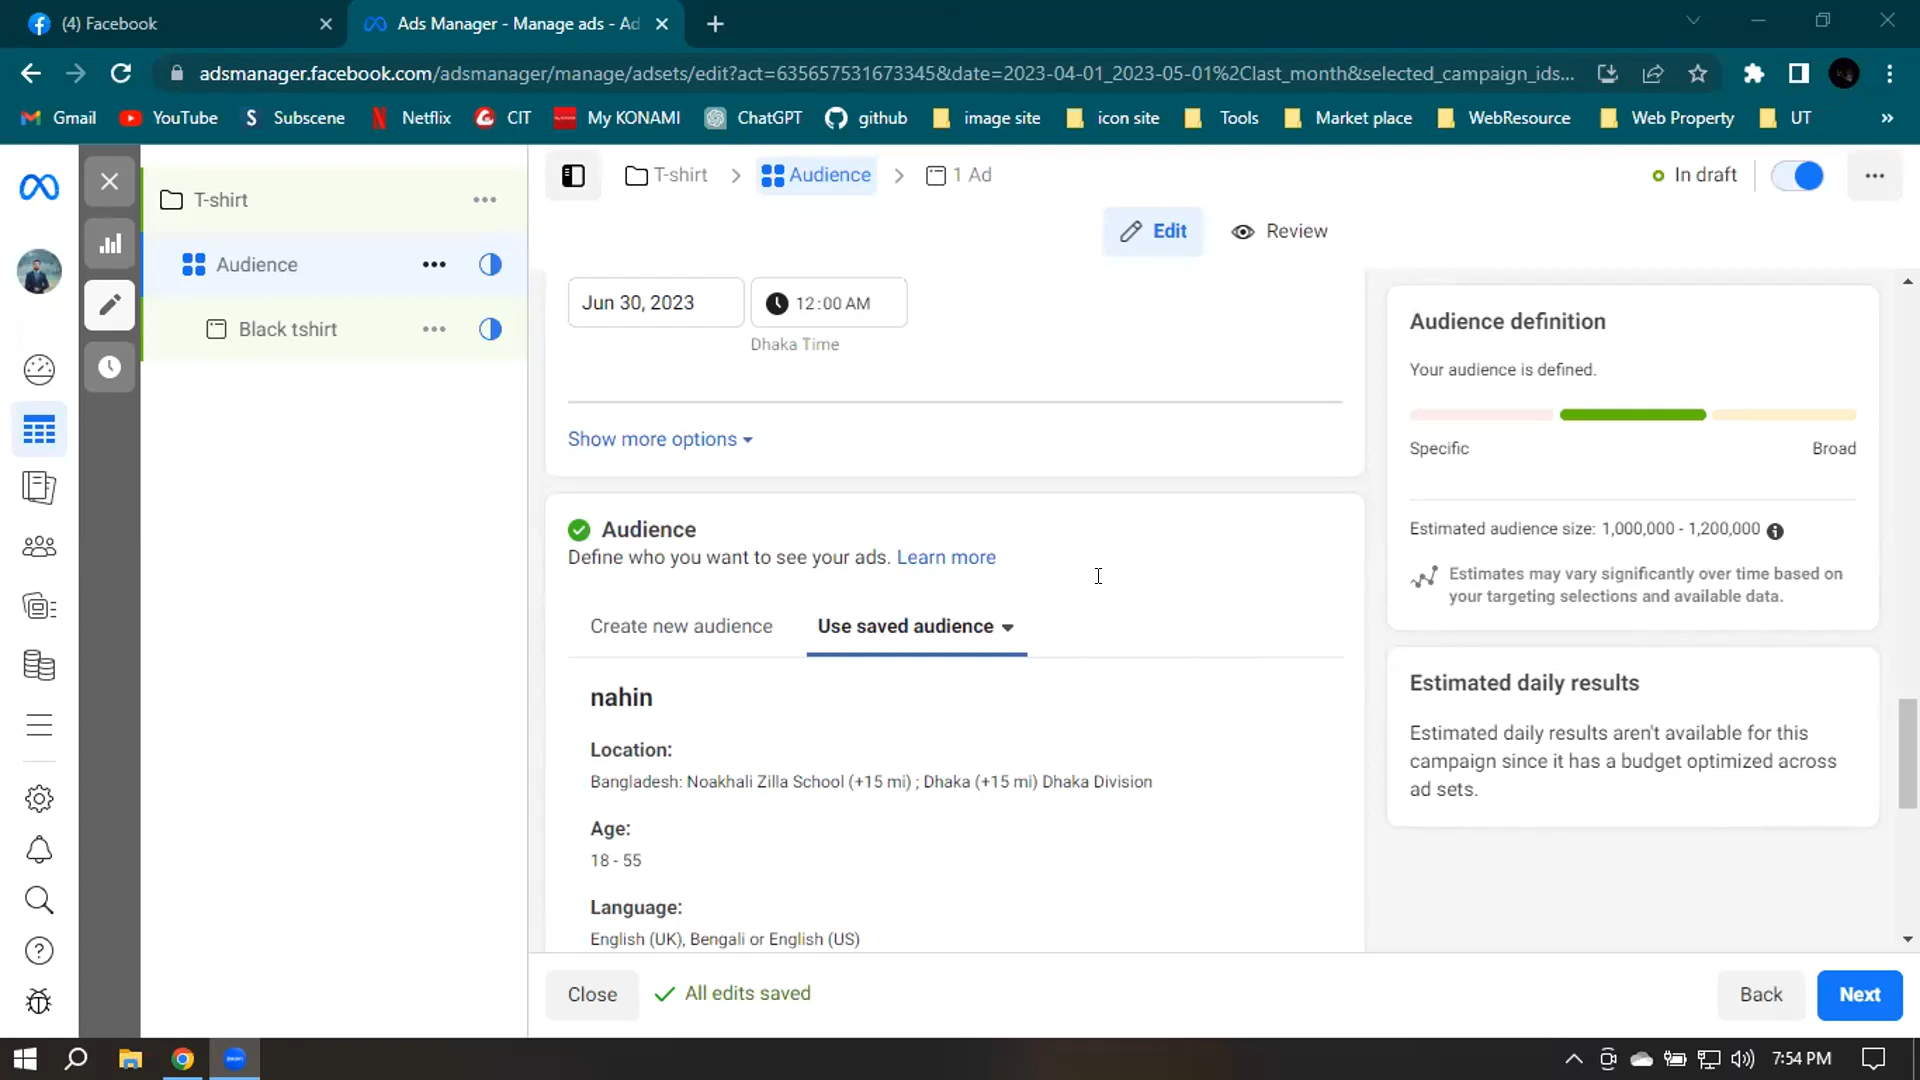 (4) Facebook
Ads Manager - Manage ads - Ad
adsmanager.facebook.com/adsmanager/manage/adsets/edit?act=635657531673345&date=2023-04-01_2023-05-01%2Clast_month&selected_campaign_ids...
Gmail YouTube Subscene Netflix CIT My KONAMI ChatGPT github image site icon site Tools Market place WebResource Web Property UT »
T-shirt
Audience
Black tshirt
T-shirt > Audience > 1 Ad
In draft
Edit Review
Jun 30, 2023 12:00 AM
Dhaka Time
Show more options
Audience
Define who you want to see your ads. Learn more
Create new audience Use saved audience
nahin
Location:
Bangladesh: Noakhali Zilla School (+15 mi) ; Dhaka (+15 mi) Dhaka Division
Age:
18 - 55
Language:
English (UK), Bengali or English (US)
Audience definition
Your audience is defined.
Specific Broad
Estimated audience size: 1,000,000 - 1,200,000
Estimates may vary significantly over time based on
your targeting selections and available data.
Estimated daily results
Estimated daily results aren't available for this
campaign since it has a budget optimized across
ad sets.
Close All edits saved Back Next
7:54 PM